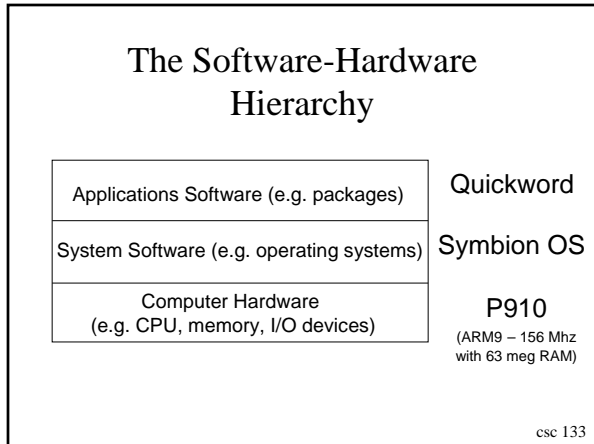 The Software-Hardware
Hierarchy
Applications Software (e.g. packages)
Quickword
System Software (e.g. operating systems)
Symbion OS
Computer Hardware
(e.g. CPU, memory, I/O devices)
P910
(ARM9 – 156 Mhz
with 63 meg RAM)
csc 133